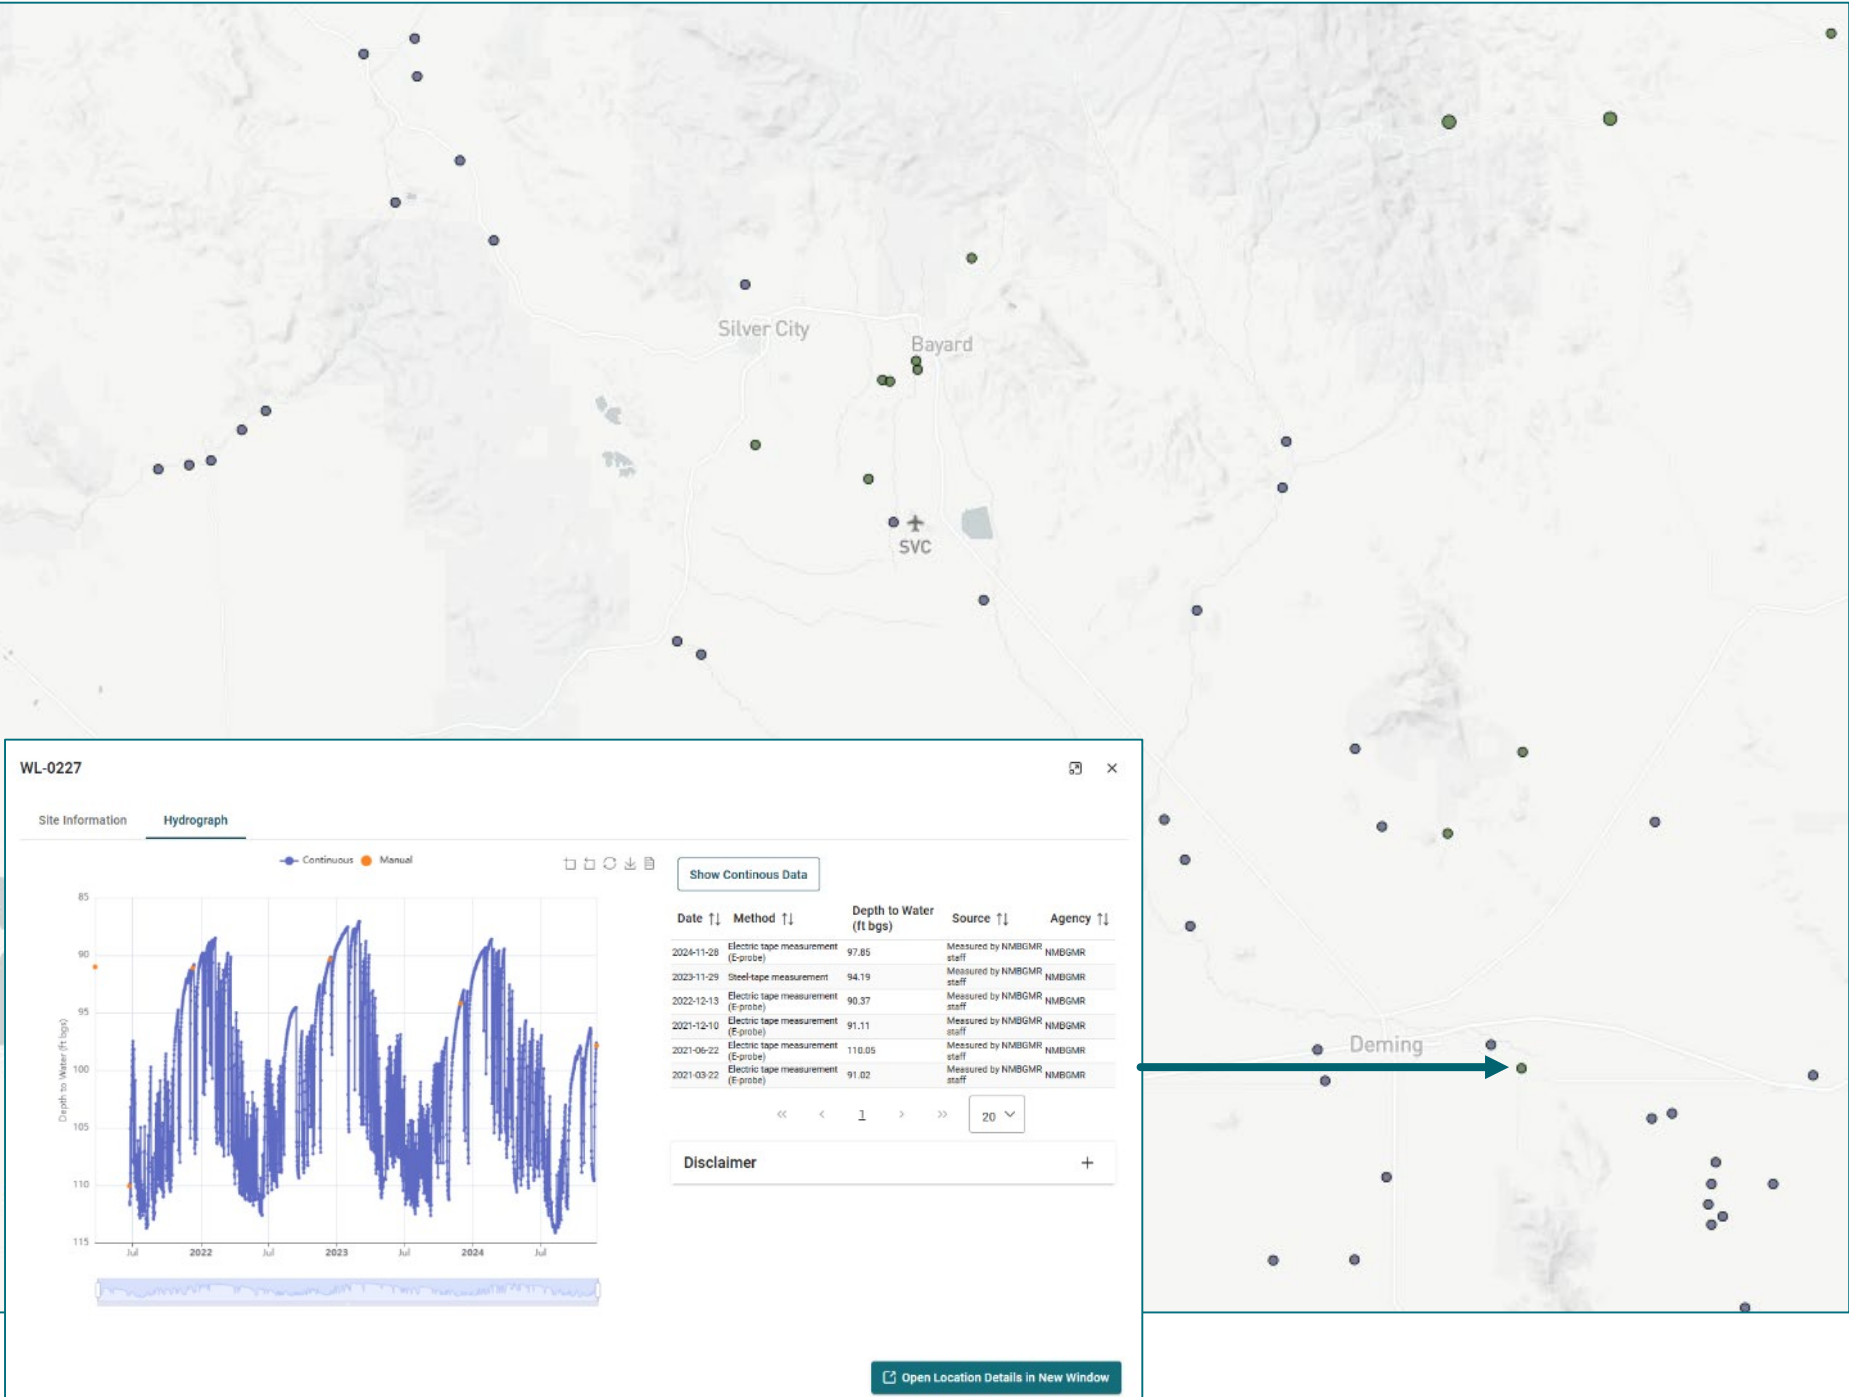 Silver City
Bayard
SVC
Deming
WL-0227
Site Information
Hydrograph
Continuous
Manual
Show Continous Data
85
90
95
100
105
110
115
Depth to Water (ft bgs)
Jul
2022
Jul
2023
Jul
2024
Jul
Date Method Depth to Water (ft bgs) Source Agency
2024-11-28 Electric tape measurement (E-probe) 97.85 Measured by NMBGMR staff NMBGMR
2023-11-29 Steel-tape measurement 94.19 Measured by NMBGMR staff NMBGMR
2022-12-13 Electric tape measurement (E-probe) 90.37 Measured by NMBGMR staff NMBGMR
2021-12-10 Electric tape measurement (E-probe) 91.11 Measured by NMBGMR staff NMBGMR
2021-06-22 Electric tape measurement (E-probe) 110.05 Measured by NMBGMR staff NMBGMR
2021-03-22 Electric tape measurement (E-probe) 91.02 Measured by NMBGMR staff NMBGMR
« ‹ 1 › »
20
Disclaimer +
Open Location Details in New Window